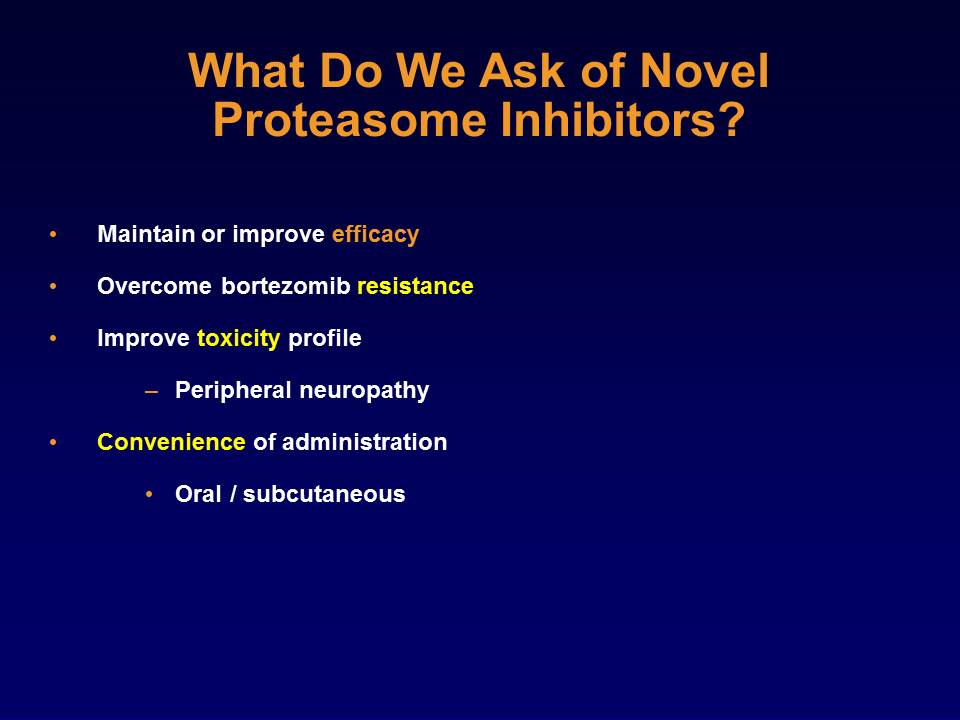 What Do We Ask of Novel
Proteasome Inhibitors?
• Maintain or improve efficacy
• Overcome bortezomib resistance
• Improve toxicity profile
– Peripheral neuropathy
• Convenience of administration
• Oral / subcutaneous